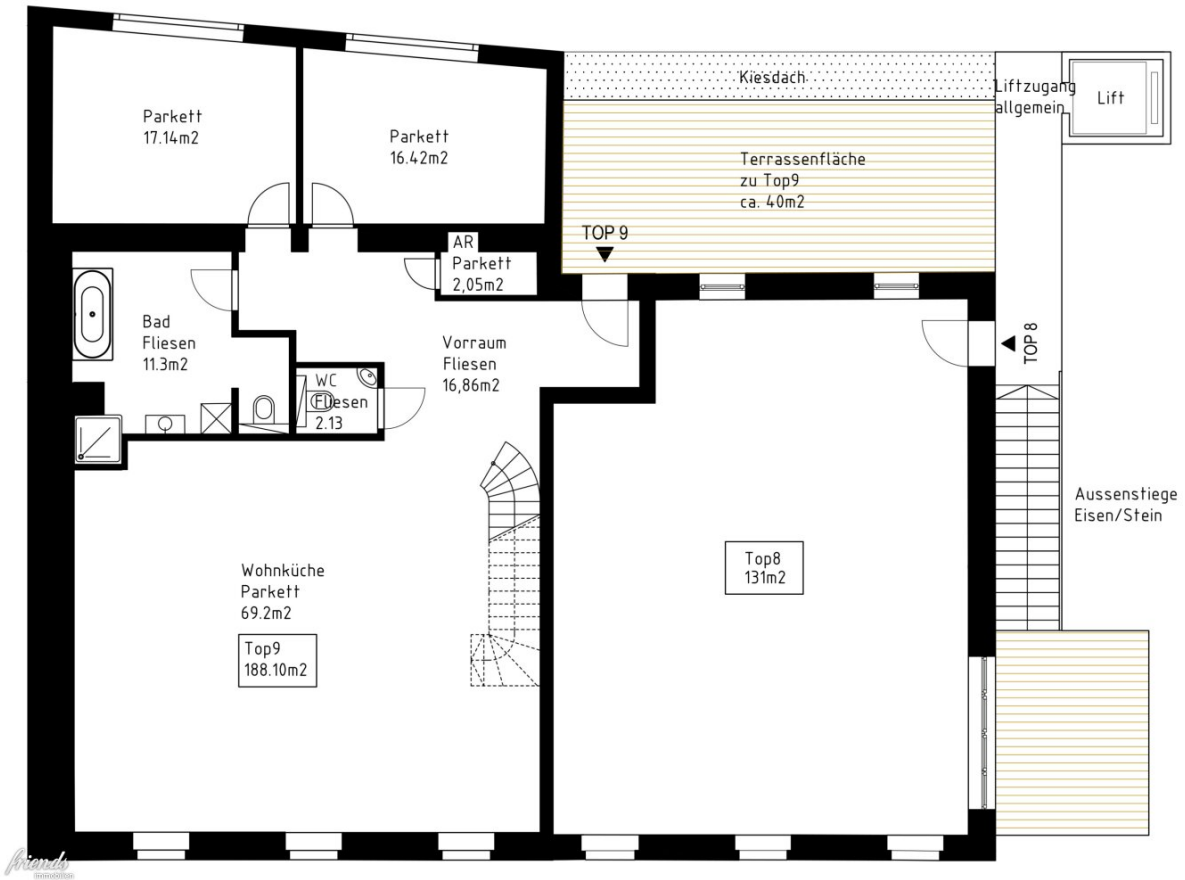 Kiesdach
Liftzugang
allgemein
Lift
Parkett
17.14m2
Parkett
16.42m2
Terrassenfläche
zu Top9
ca. 40m2
TOP 9
AR
Parkett
2,05m2
Bad
Fliesen
11.3m2
Vorraum
Fliesen
16,86m2
TOP 8
WC
Fliesen
2.13
Aussenstiege
Eisen/Stein
Wohnküche
Parkett
69.2m2
Top9
188.10m2
Top8
131m2
friends
immobilien